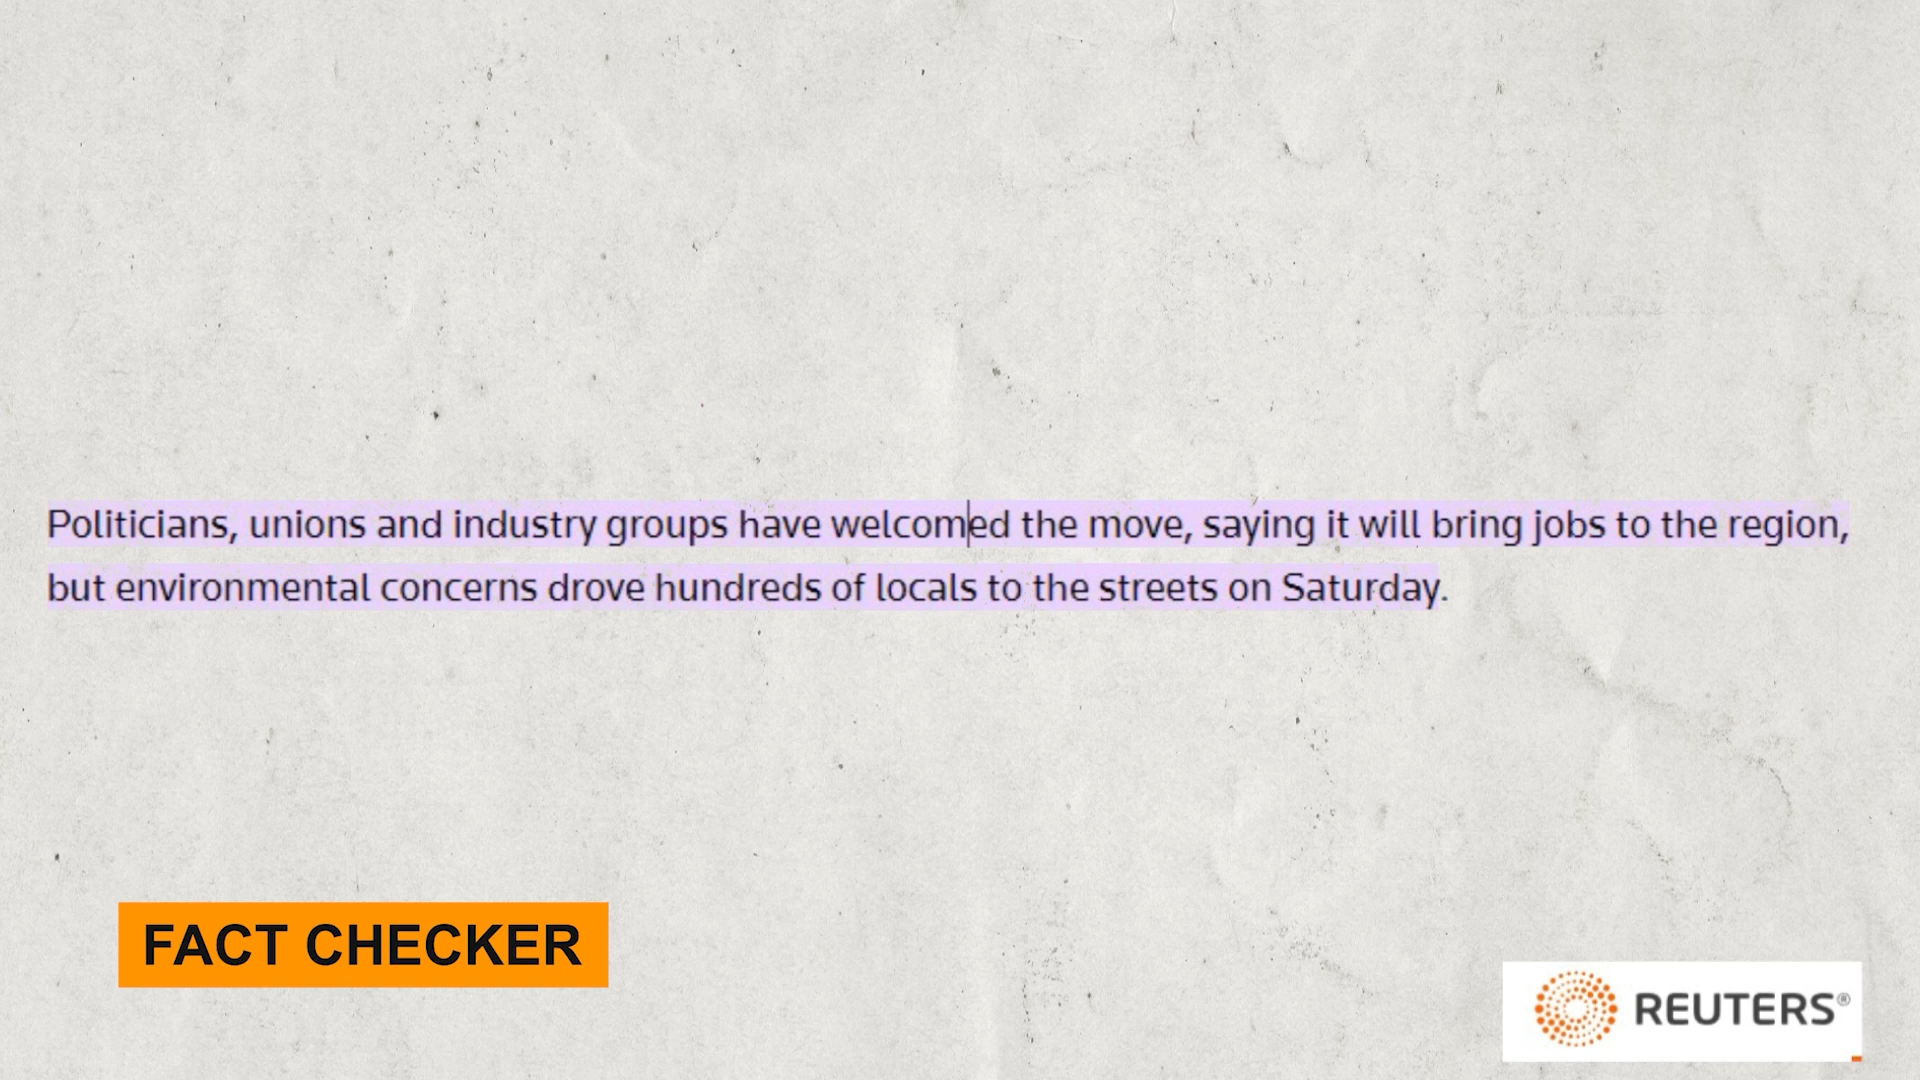 Politicians, unions and industry groups have welcomed the move, saying it will bring jobs to the region,
but environmental concerns drove hundreds of locals to the streets on Saturday.
FACT CHECKER
REUTERS®